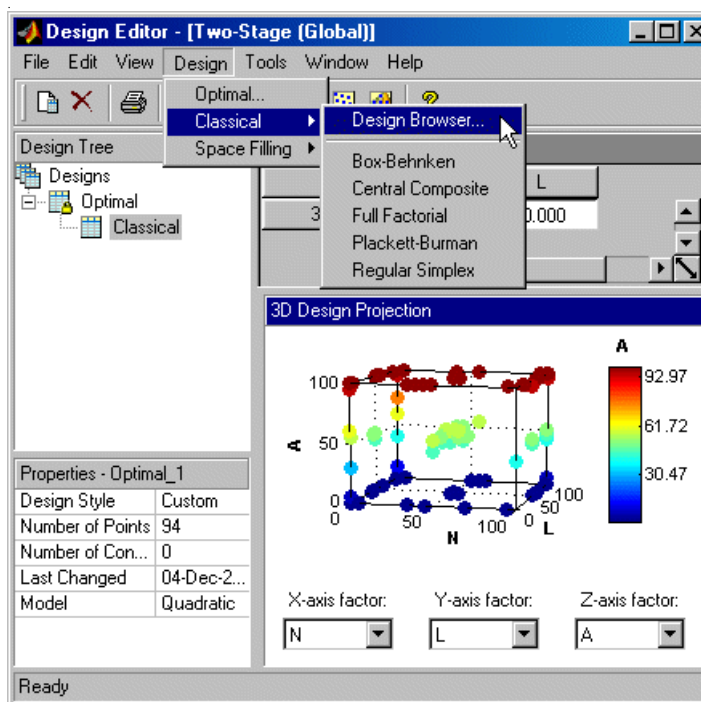 Design Editor - [Two-Stage (Global)]
File Edit View Design Tools Window Help
Optimal...
Classical
Space Filling
Design Browser...
Box-Behnken
Central Composite
Full Factorial
Plackett-Burman
Regular Simplex
Design Tree
Designs
Optimal
Classical
L
3
0.000
Properties - Optimal_1
Design Style Custom
Number of Points 94
Number of Con... 0
Last Changed 04-Dec-2...
Model Quadratic
3D Design Projection
A
100
50
0
A
0
50
100
N
0
50
100
L
92.97
61.72
30.47
X-axis factor: Y-axis factor: Z-axis factor:
N L A
Ready